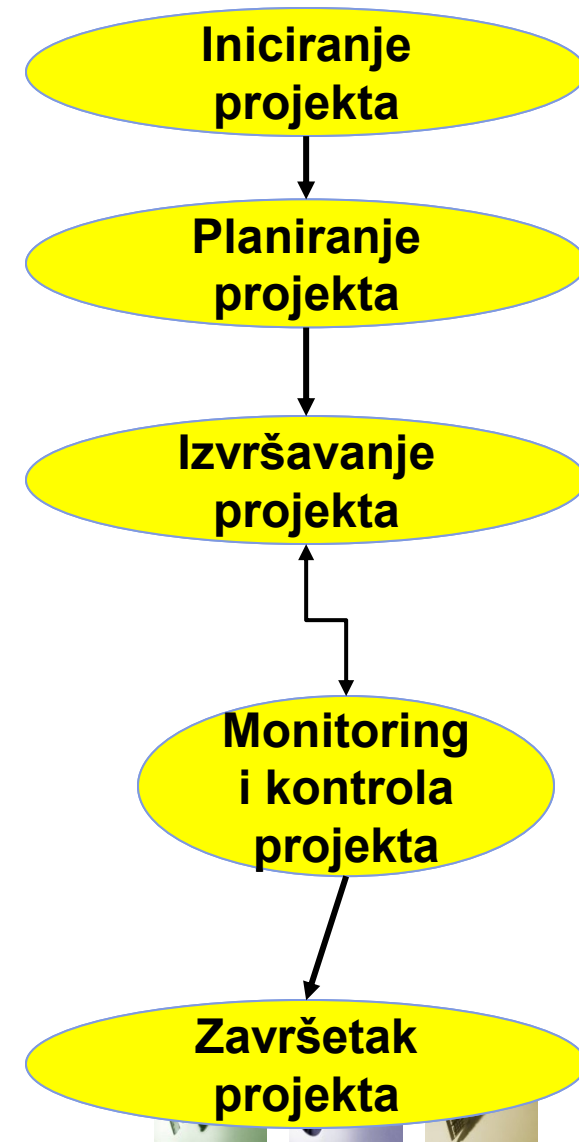 Iniciranje
projekta
Planiranje
projekta
Izvršavanje
projekta
Monitoring
i kontrola
projekta
Završetak
projekta